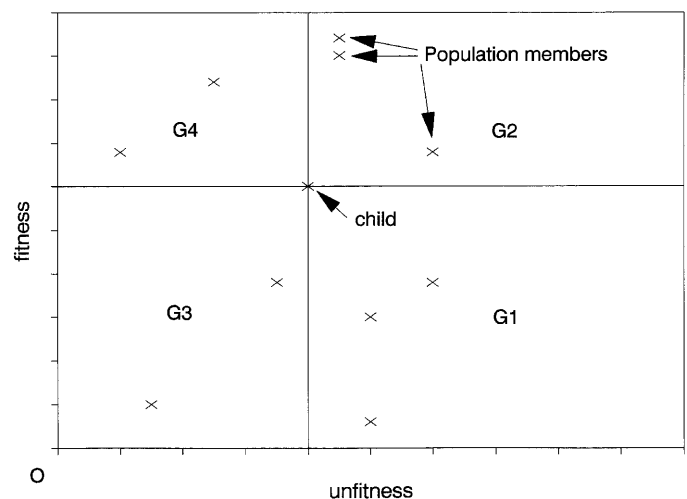 Population members
G4
G2
child
fitness
G3
G1
O
unfitness